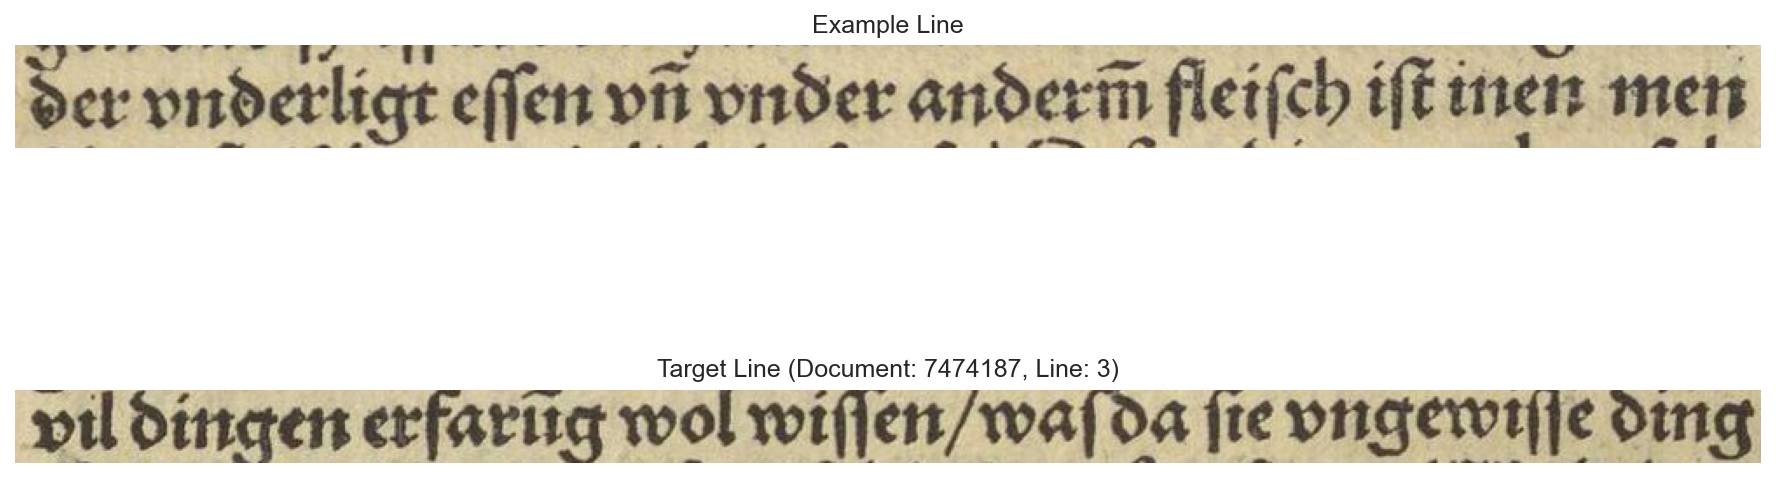 Example Line
der vnderligt eſſen vn̄ vnder anderm̄ fleiſch iſt inen men
Target Line (Document: 7474187, Line: 3)
vil dingen erfarūg wol wiſſen/waſ da ſie vngewiſſe ding